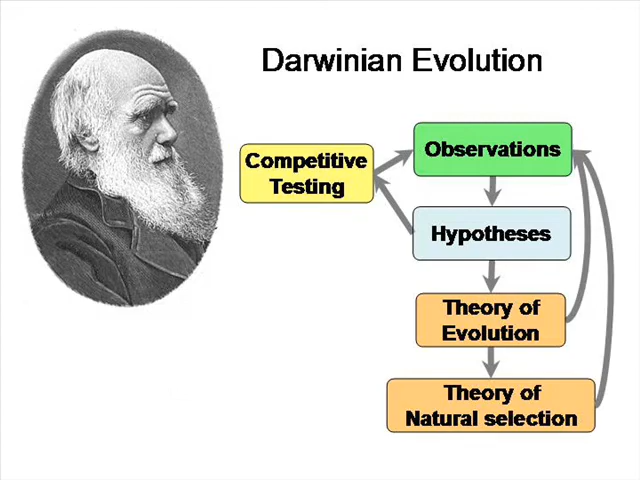 Darwinian Evolution
Competitive
Testing
Observations
Hypotheses
Theory of
Evolution
Theory of
Natural selection